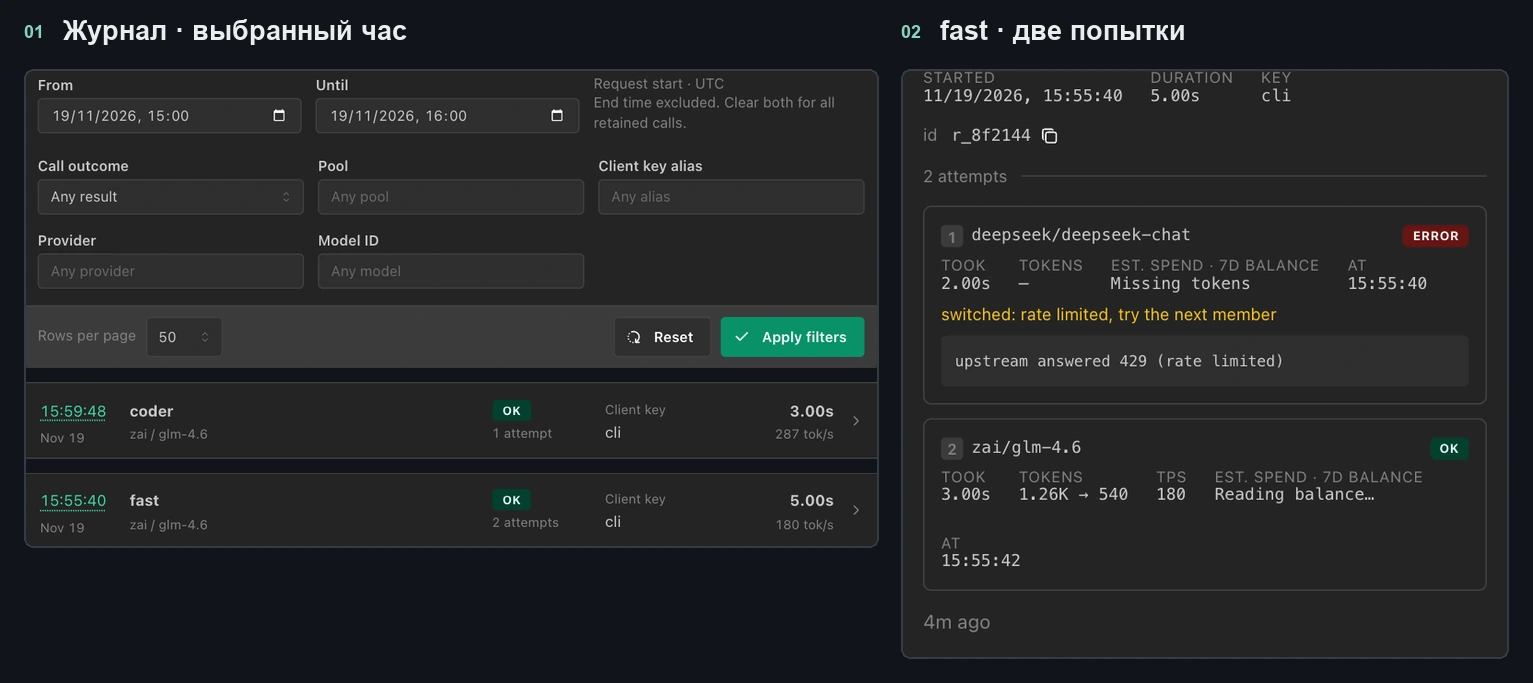 01 Журнал · выбранный час
From
Until
Request start · UTC
19/11/2026, 15:00
19/11/2026, 16:00
End time excluded. Clear both for all
retained calls.
Call outcome
Pool
Client key alias
Any result
Any pool
Any alias
Provider
Model ID
Any provider
Any model
Rows per page
50
Reset
Apply filters
15:59:48
coder
OK
Client key
3.00s
Nov 19
zai / glm-4.6
1 attempt
cli
287 tok/s
15:55:40
fast
OK
Client key
5.00s
Nov 19
zai / glm-4.6
2 attempts
cli
180 tok/s
02 fast · две попытки
STARTED DURATION KEY
11/19/2026, 15:55:40 5.00s cli
id r_8f2144
2 attempts
1 deepseek/deepseek-chat ERROR
TOOK TOKENS EST. SPEND · 7D BALANCE AT
2.00s — Missing tokens 15:55:40
switched: rate limited, try the next member
upstream answered 429 (rate limited)
2 zai/glm-4.6 OK
TOOK TOKENS TPS EST. SPEND · 7D BALANCE
3.00s 1.26K → 540 180 Reading balance…
AT
15:55:42
4m ago